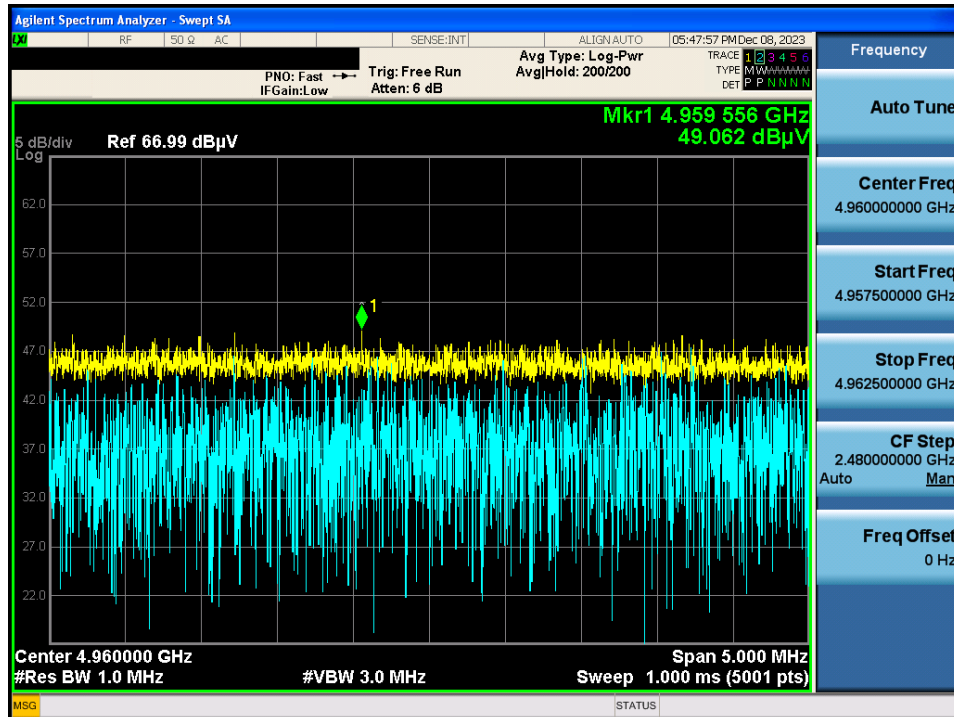 Agilent Spectrum Analyzer - Swept SA
LXI RF 50 Ω AC SENSE:INT ALIGN AUTO 05:47:57 PM Dec 08, 2023
PNO: Fast Trig: Free Run Avg Type: Log-Pwr TRACE 1 2 3 4 5 6
IFGain:Low Atten: 6 dB Avg|Hold: 200/200 TYPE M W
DET P P N N N N
Mkr1 4.959 556 GHz
49.062 dBµV
5 dB/div Ref 66.99 dBµV
Log
62.0
57.0
52.0
1
47.0
42.0
37.0
32.0
27.0
22.0
Center 4.960000 GHz Span 5.000 MHz
#Res BW 1.0 MHz #VBW 3.0 MHz Sweep 1.000 ms (5001 pts)
MSG STATUS
Frequency
Auto Tune
Center Freq
4.960000000 GHz
Start Freq
4.957500000 GHz
Stop Freq
4.962500000 GHz
CF Step
2.480000000 GHz
Auto Man
Freq Offset
0 Hz